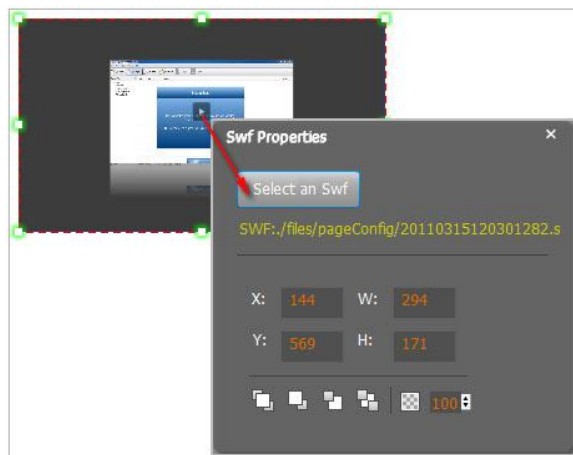 Swf Properties
Select an Swf
SWF:./files/pageConfig/20110315120301282.s
X: 144 W: 294
Y: 569 H: 171
100